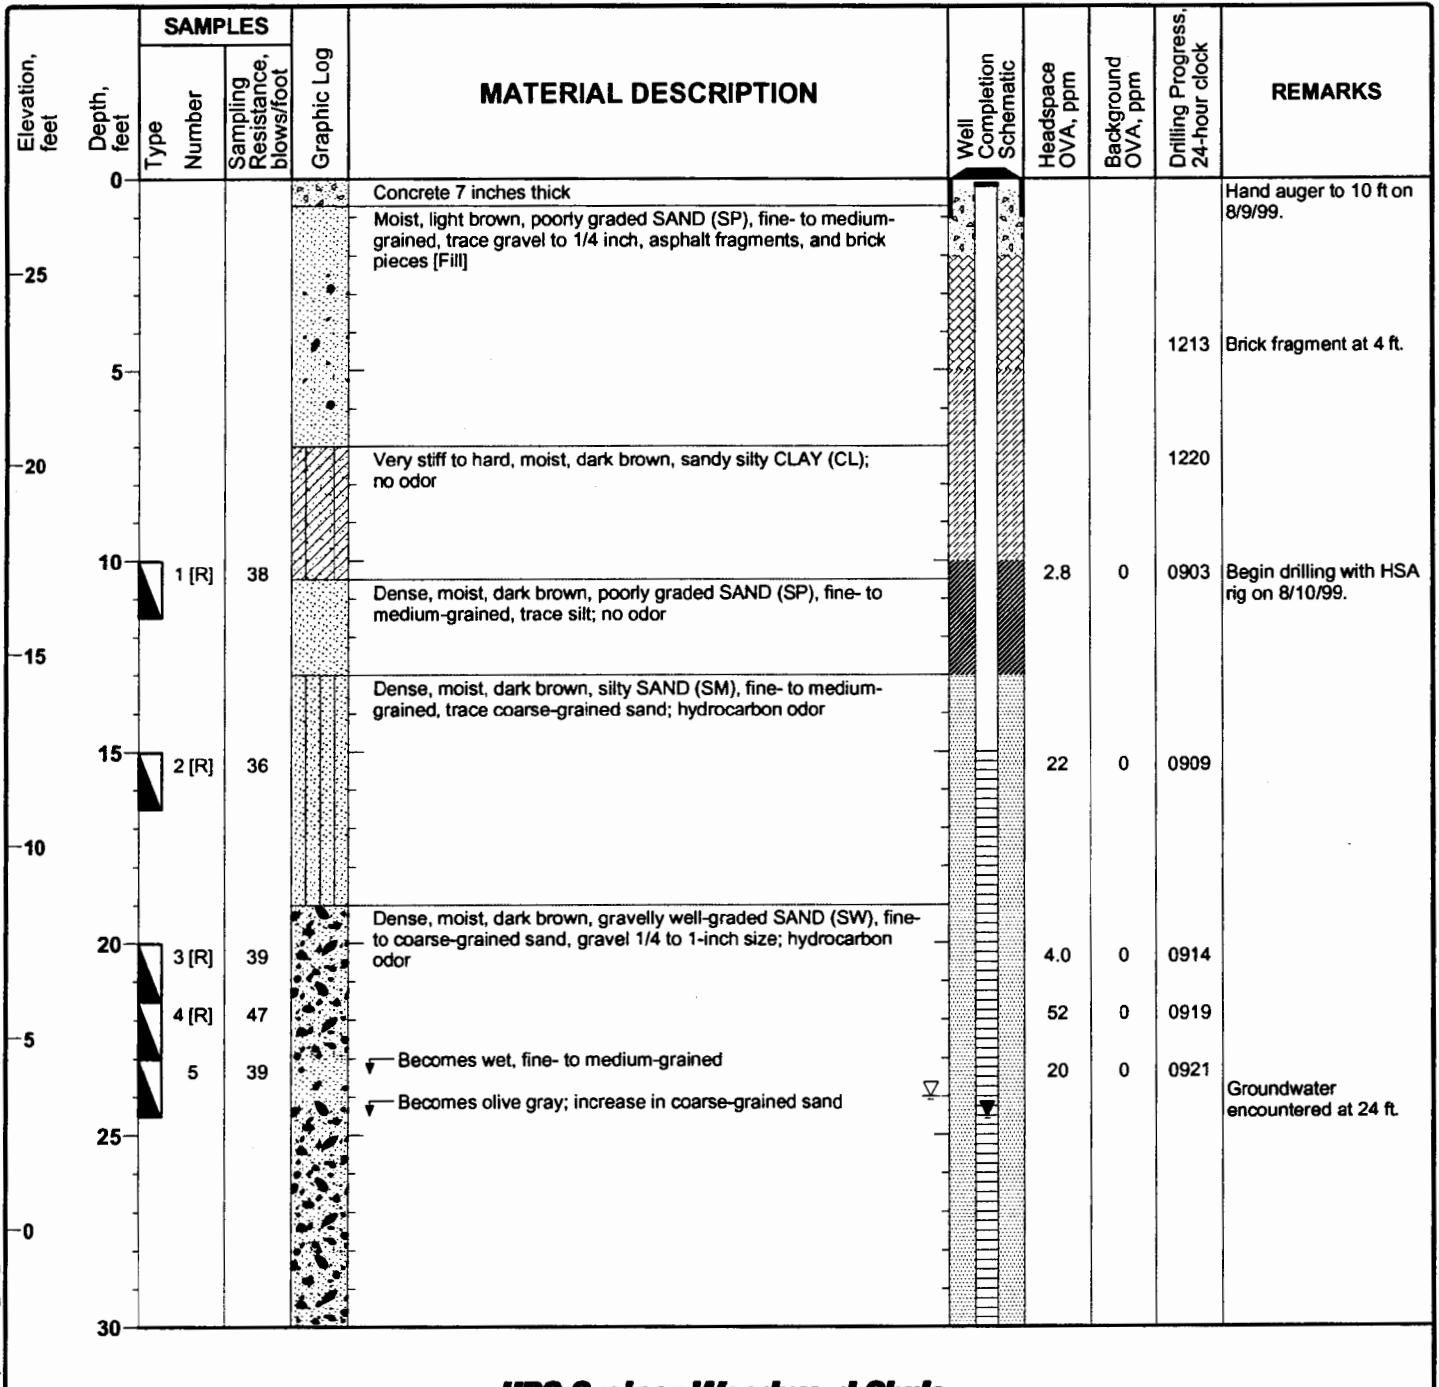 SAMPLES
Elevation,
feet
Depth,
feet
Type
Number
Sampling
Resistance,
blows/foot
Graphic Log
MATERIAL DESCRIPTION
Well
Completion
Schematic
Headspace
OVA, ppm
Background
OVA, ppm
Drilling Progress,
24-hour clock
REMARKS
0
Concrete 7 inches thick
Hand auger to 10 ft on
8/9/99.
Moist, light brown, poorly graded SAND (SP), fine- to medium-
grained, trace gravel to 1/4 inch, asphalt fragments, and brick
pieces [Fill]
25
1213 Brick fragment at 4 ft.
5
Very stiff to hard, moist, dark brown, sandy silty CLAY (CL);
no odor
20
1220
10
1 [R] 38
2.8 0 0903 Begin drilling with HSA
rig on 8/10/99.
Dense, moist, dark brown, poorly graded SAND (SP), fine- to
medium-grained, trace silt; no odor
15
Dense, moist, dark brown, silty SAND (SM), fine- to medium-
grained, trace coarse-grained sand; hydrocarbon odor
15
2 [R] 36
22 0 0909
10
Dense, moist, dark brown, gravelly well-graded SAND (SW), fine-
to coarse-grained sand, gravel 1/4 to 1-inch size; hydrocarbon
odor
20
3 [R] 39
4.0 0 0914
4 [R] 47
52 0 0919
5
Becomes wet, fine- to medium-grained
5 39
20 0 0921
Groundwater
encountered at 24 ft.
Becomes olive gray; increase in coarse-grained sand
25
0
30